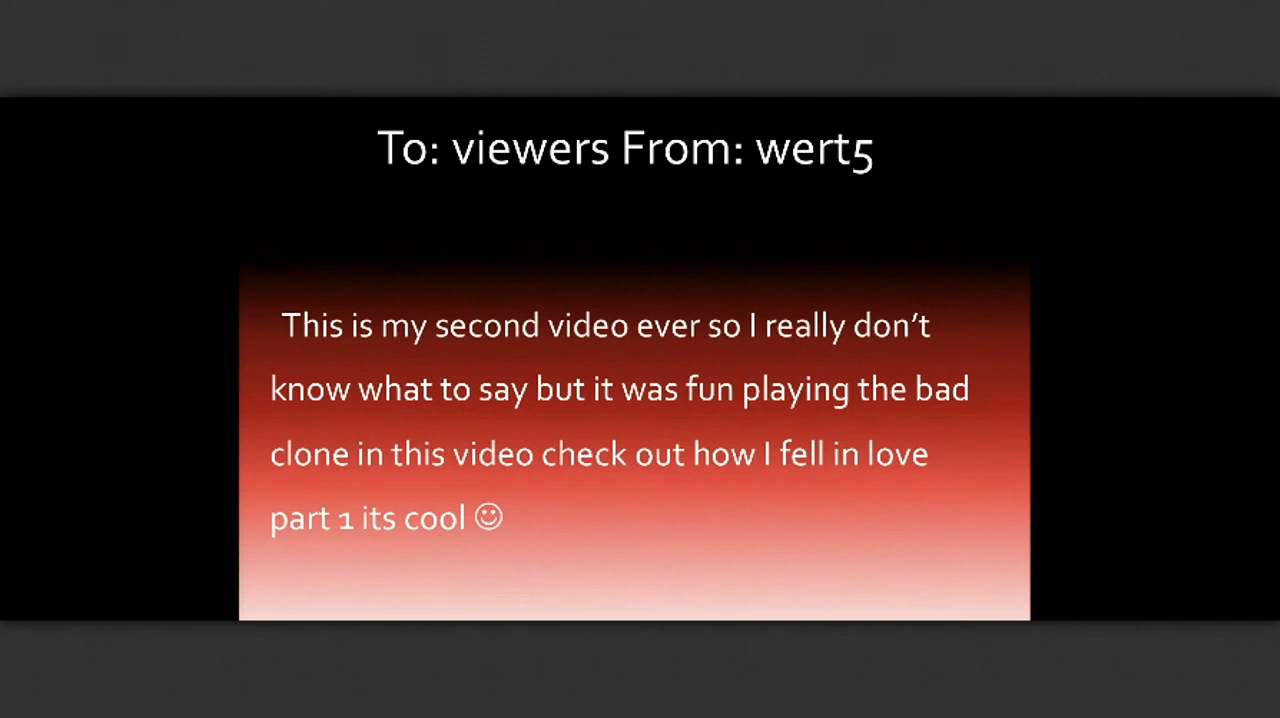 To: viewers From: wert5
This is my second video ever so I really don’t
know what to say but it was fun playing the bad
clone in this video check out how I fell in love
part 1 its cool ☺